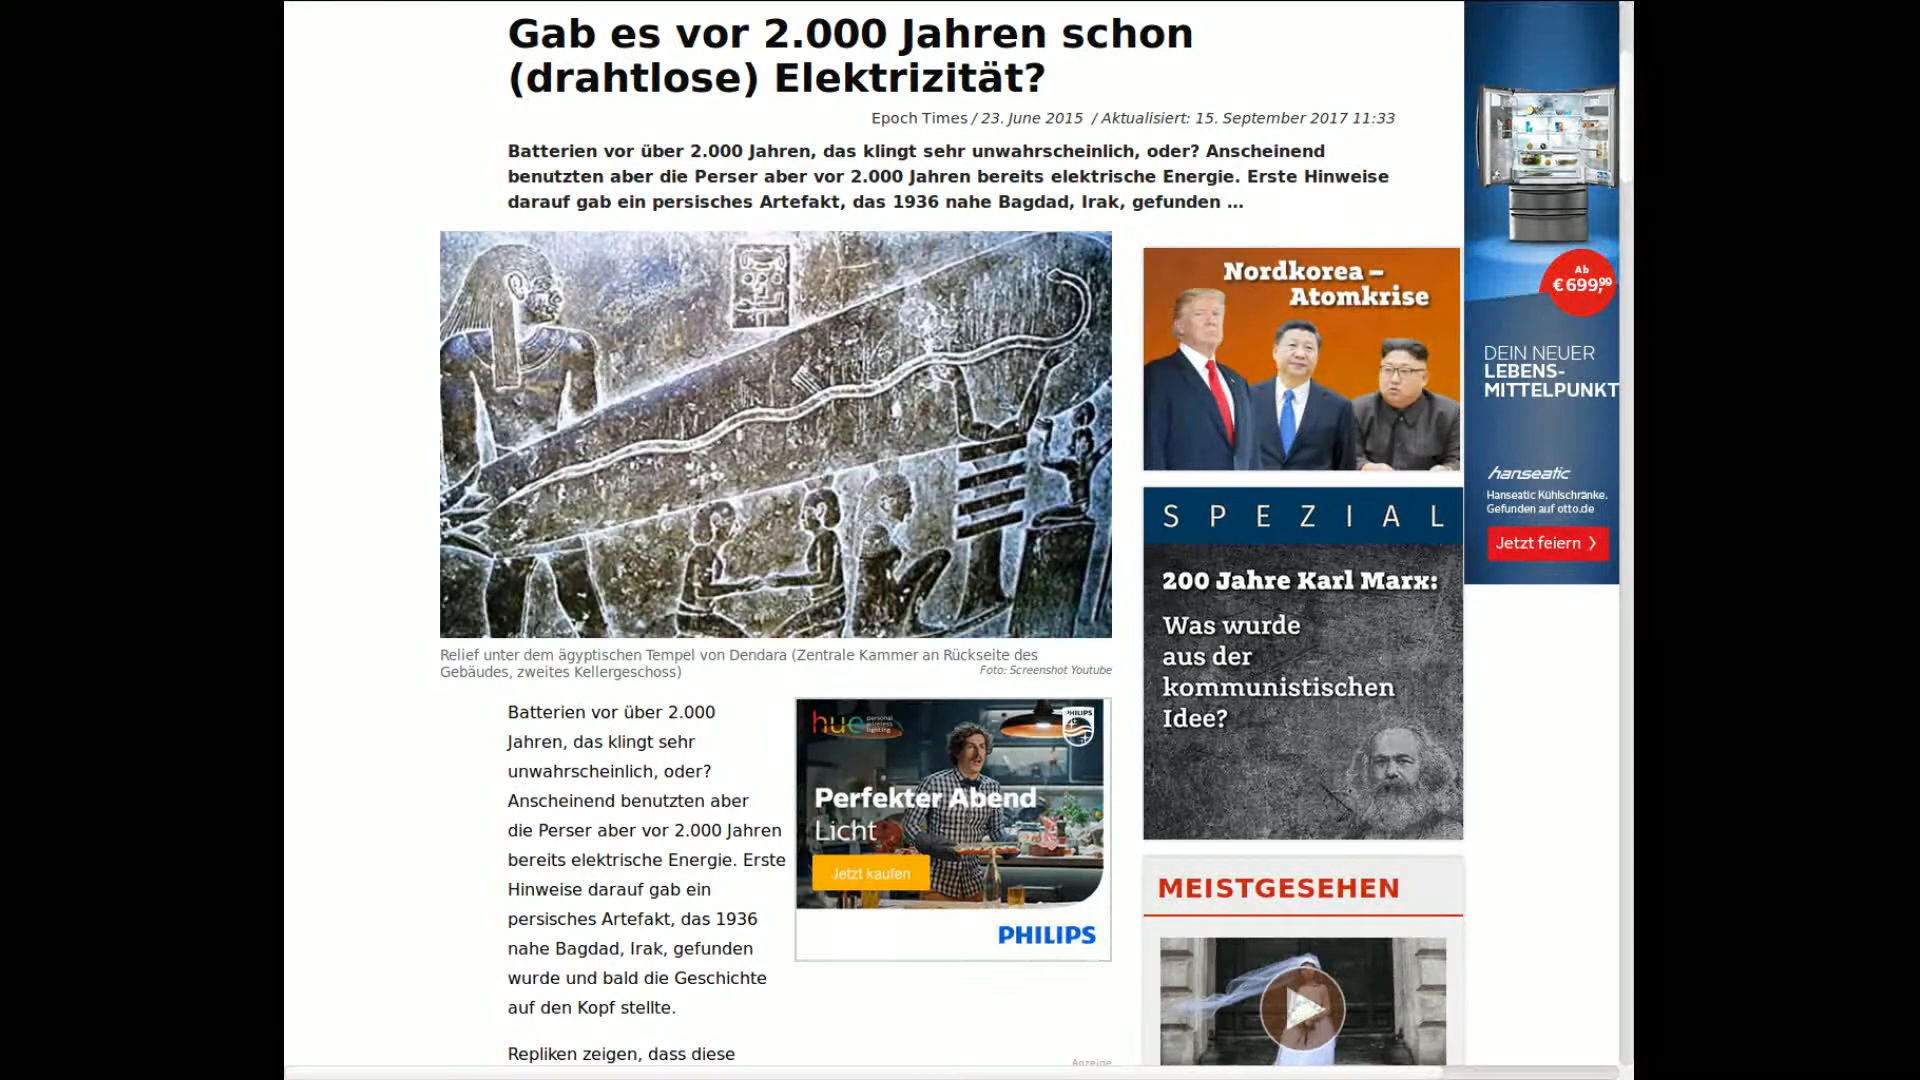 Gab es vor 2.000 Jahren schon
(drahtlose) Elektrizität?
Epoch Times / 23. June 2015 / Aktualisiert: 15. September 2017 11:33
Batterien vor über 2.000 Jahren, das klingt sehr unwahrscheinlich, oder? Anscheinend
benutzten aber die Perser aber vor 2.000 Jahren bereits elektrische Energie. Erste Hinweise
darauf gab ein persisches Artefakt, das 1936 nahe Bagdad, Irak, gefunden ...
Relief unter dem ägyptischen Tempel von Dendara (Zentrale Kammer an Rückseite des
Gebäudes, zweites Kellergeschoss)
Foto: Screenshot Youtube
Batterien vor über 2.000
Jahren, das klingt sehr
unwahrscheinlich, oder?
Anscheinend benutzten aber
die Perser aber vor 2.000 Jahren
bereits elektrische Energie. Erste
Hinweise darauf gab ein
persisches Artefakt, das 1936
nahe Bagdad, Irak, gefunden
wurde und bald die Geschichte
auf den Kopf stellte.
Repliken zeigen, dass diese
hue personal
wireless
lighting
PHILIPS
Perfekter Abend
Licht
Jetzt kaufen
PHILIPS
Anzeige
Nordkorea –
Atomkrise
SPEZIAL
200 Jahre Karl Marx:
Was wurde
aus der
kommunistischen
Idee?
MEISTGESEHEN
Ab
€699,99
DEIN NEUER
LEBENS-
MITTELPUNKT
hanseatic
Hanseatic Kühlschränke.
Gefunden auf otto.de
Jetzt feiern